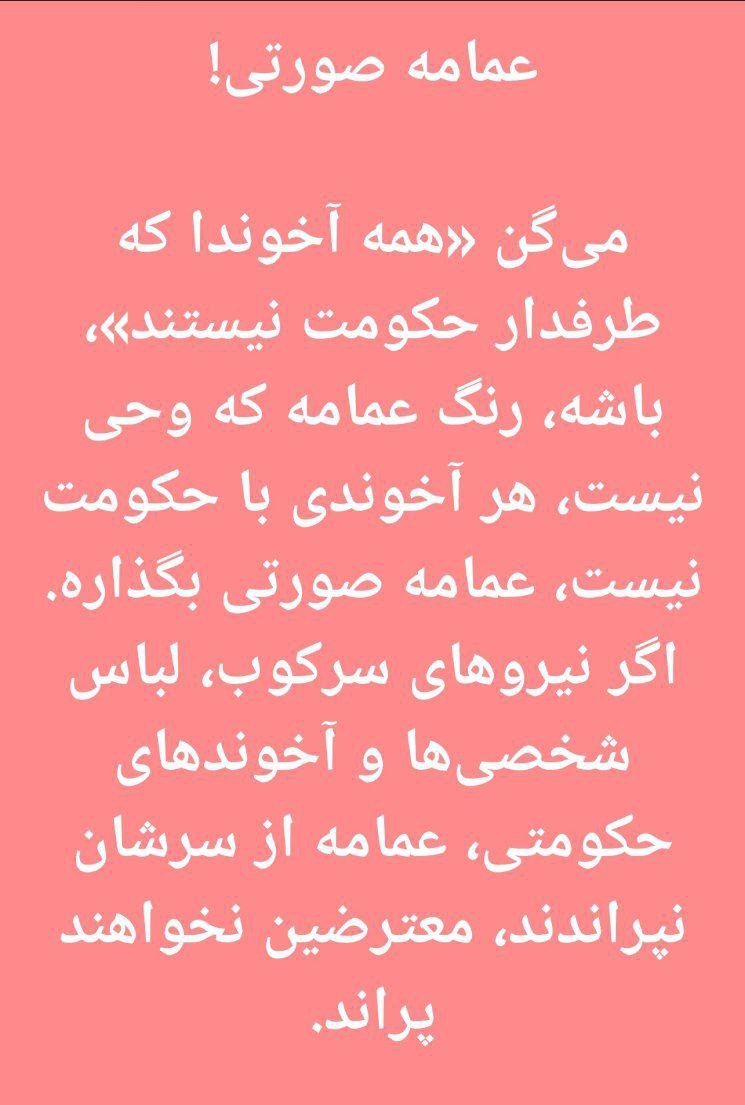 عمامه صورتی!
می‌گن «همه آخوندا که
طرفدار حکومت نیستند»،
باشه، رنگ عمامه که وحی
نیست، هر آخوندی با حکومت
نیست، عمامه صورتی بگذاره.
اگر نیروهای سرکوب، لباس
شخصی‌ها و آخوندهای
حکومتی، عمامه از سرشان
نپراندند، معترضین نخواهند
پراند.